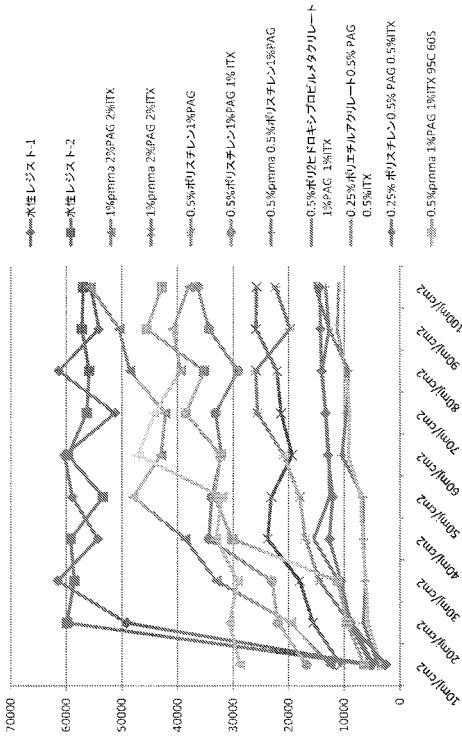 70000
60000
50000
40000
30000
20000
10000
0
10mj/cm2
20mj/cm2
30mj/cm2
40mj/cm2
50mj/cm2
60mj/cm2
70mj/cm2
80mj/cm2
90mj/cm2
100mj/cm2
水性レジスト-1
水性レジスト-2
1%pmma 2%PAG 2%ITX
1%pmma 2%PAG 2%ITX
0.5%ポリスチレン1%PAG
0.5%ポリスチレン1%PAG 1% ITX
0.5%pmma 0.5%ポリスチレン1%PAG
0.5%ポリ2ヒドロキシプロピルメタクリレート
1%PAG 1%ITX
0.25%ポリエチルアクリレート0.5% PAG
0.5%ITX
0.25% ポリスチレン0.5% PAG 0.5%ITX
0.5%pmma 1%PAG 1%ITX 95C 60S